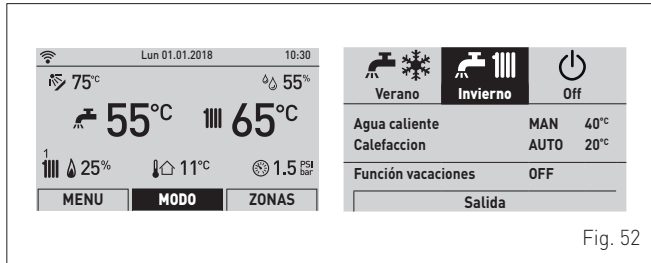 Lun 01.01.2018 10:30
75°C 55%
55°C 65°C
1
25% 11°C 1.5 PSI bar
MENU MODO ZONAS
Verano Invierno Off
Agua caliente MAN 40°C
Calefaccion AUTO 20°C
Función vacaciones OFF
Salida
Fig. 52